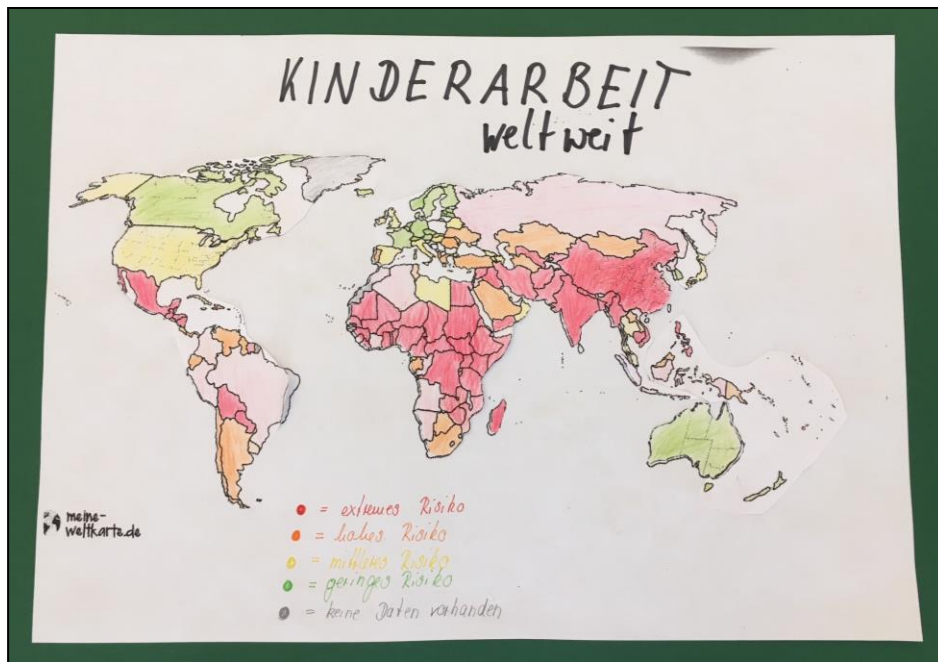 KINDERARBEIT
weltweit
meine-
weltkarte.de
= extremes Risiko
= hohes Risiko
= mittleres Risiko
= geringes Risiko
= keine Daten vorhanden